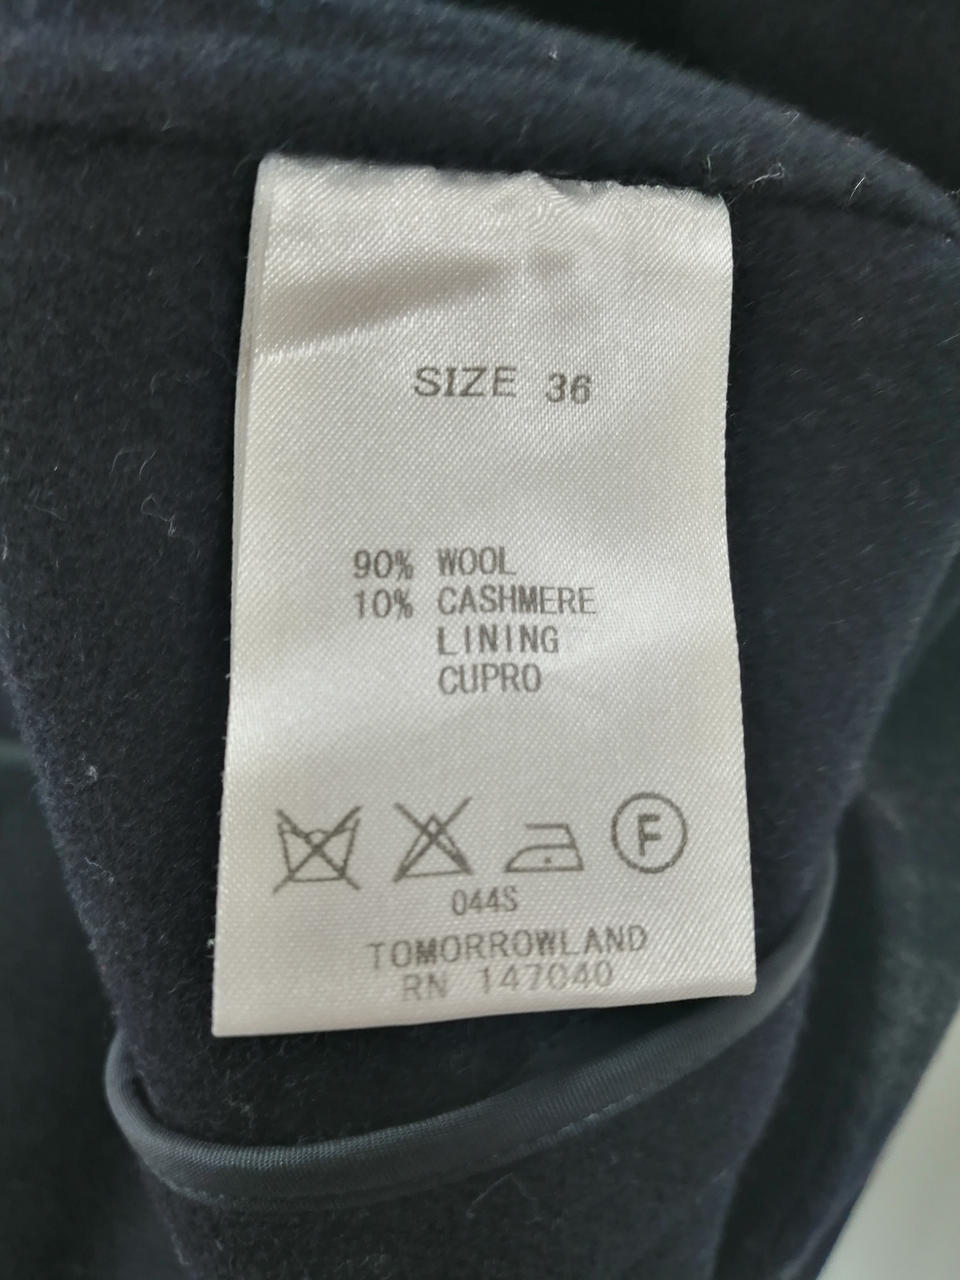 SIZE 36
90% WOOL
10% CASHMERE
LINING
CUPRO
F
044S
TOMORROWLAND
RN 147040